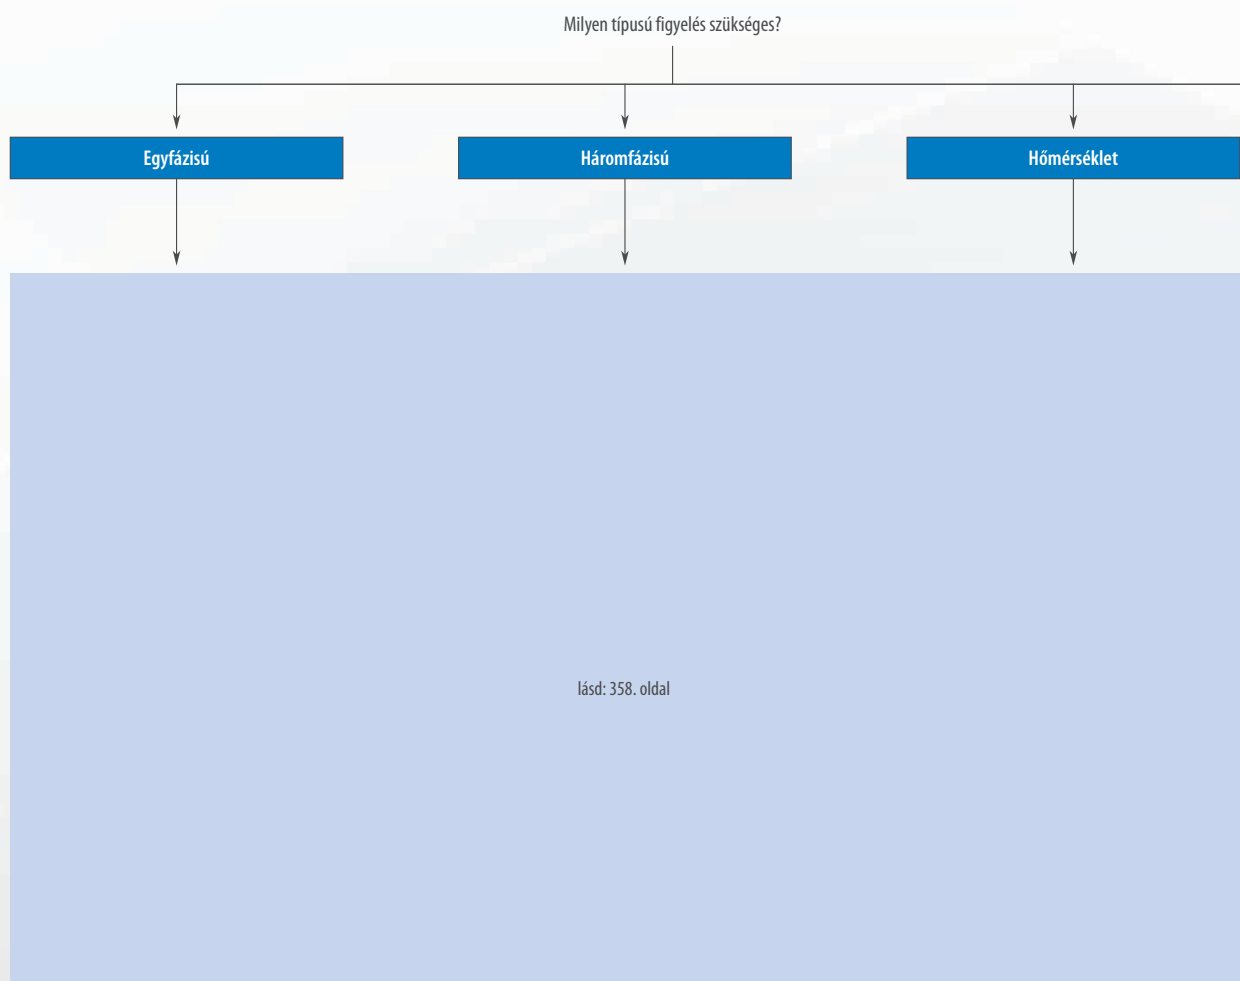 Milyen típusú figyelés szükséges?
Egyfázisú
Háromfázisú
Hőmérséklet
lásd: 358. oldal